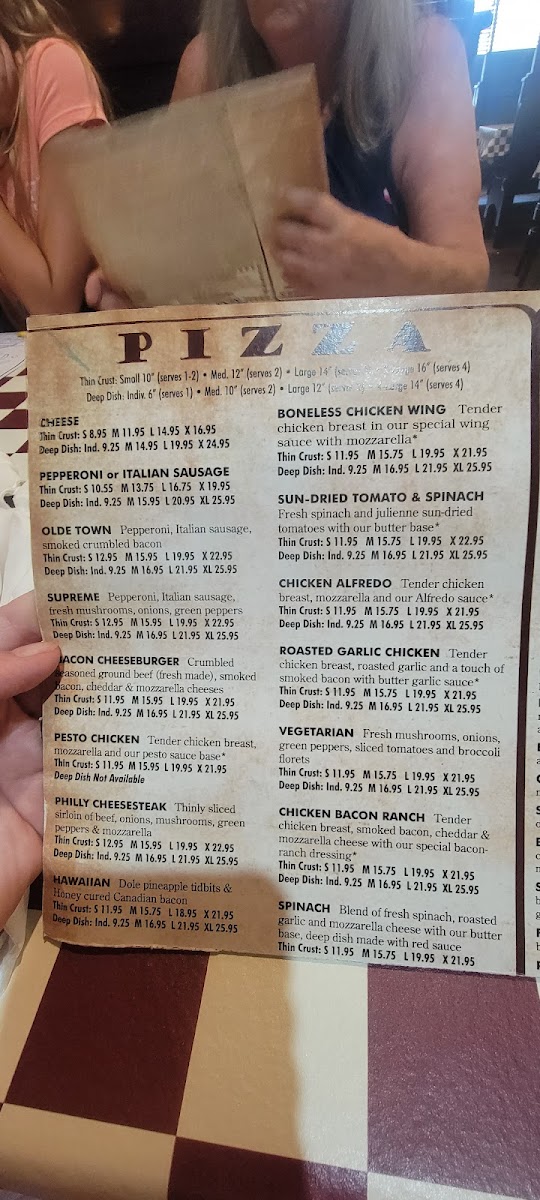 PIZZA
Thin Crust: Small 10" (serves 1-2) • Med. 12" (serves 2) • Large 14" 16" (serves 4)
Deep Dish: Indiv. 6" (serves 1) • Med. 10" (serves 2) • Large 12" 14" (serves 4)
CHEESE
Thin Crust: S 8.95 M 11.95 L 14.95 X 16.95
Deep Dish: Ind. 9.25 M 14.95 L 19.95 X 24.95
PEPPERONI or ITALIAN SAUSAGE
Thin Crust: S 10.55 M 13.75 L 16.75 X 19.95
Deep Dish: Ind. 9.25 M 15.95 L 20.95 XL 25.95
OLDE TOWN Pepperoni, Italian sausage,
smoked crumbled bacon
Thin Crust: S 12.95 M 15.95 L 19.95 X 22.95
Deep Dish: Ind. 9.25 M 16.95 L 21.95 XL 25.95
SUPREME Pepperoni, Italian sausage,
fresh mushrooms, onions, green peppers
Thin Crust: S 12.95 M 15.95 L 19.95 X 22.95
Deep Dish: Ind. 9.25 M 16.95 L 21.95 XL 25.95
BACON CHEESEBURGER Crumbled
seasoned ground beef (fresh made), smoked
bacon, cheddar & mozzarella cheeses
Thin Crust: S 11.95 M 15.95 L 19.95 X 21.95
Deep Dish: Ind. 9.25 M 16.95 L 21.95 XL 25.95
PESTO CHICKEN Tender chicken breast,
mozzarella and our pesto sauce base*
Thin Crust: S 11.95 M 15.95 L 19.95 X 21.95
Deep Dish Not Available
PHILLY CHEESESTEAK Thinly sliced
sirloin of beef, onions, mushrooms, green
peppers & mozzarella
Thin Crust: S 12.95 M 15.95 L 19.95 X 22.95
Deep Dish: Ind. 9.25 M 16.95 L 21.95 XL 25.95
HAWAIIAN Dole pineapple tidbits &
Honey cured Canadian bacon
Thin Crust: S 11.95 M 15.75 L 18.95 X 21.95
Deep Dish: Ind. 9.25 M 16.95 L 21.95 XL 25.95
BONELESS CHICKEN WING Tender
chicken breast in our special wing
sauce with mozzarella*
Thin Crust: S 11.95 M 15.75 L 19.95 X 21.95
Deep Dish: Ind. 9.25 M 16.95 L 21.95 XL 25.95
SUN-DRIED TOMATO & SPINACH
Fresh spinach and julienne sun-dried
tomatoes with our butter base*
Thin Crust: S 11.95 M 15.75 L 19.95 X 22.95
Deep Dish: Ind. 9.25 M 16.95 L 21.95 XL 25.95
CHICKEN ALFREDO Tender chicken
breast, mozzarella and our Alfredo sauce*
Thin Crust: S 11.95 M 15.75 L 19.95 X 21.95
Deep Dish: Ind. 9.25 M 16.95 L 21.95 XL 25.95
ROASTED GARLIC CHICKEN Tender
chicken breast, roasted garlic and a touch of
smoked bacon with butter garlic sauce*
Thin Crust: S 11.95 M 15.75 L 19.95 X 21.95
Deep Dish: Ind. 9.25 M 16.95 L 21.95 XL 25.95
VEGETARIAN Fresh mushrooms, onions,
green peppers, sliced tomatoes and broccoli
florets
Thin Crust: S 11.95 M 15.75 L 19.95 X 21.95
Deep Dish: Ind. 9.25 M 16.95 L 21.95 XL 25.95
CHICKEN BACON RANCH Tender
chicken breast, smoked bacon, cheddar &
mozzarella cheese with our special bacon-
ranch dressing*
Thin Crust: S 11.95 M 15.75 L 19.95 X 21.95
Deep Dish: Ind. 9.25 M 16.95 L 21.95 XL 25.95
SPINACH Blend of fresh spinach, roasted
garlic and mozzarella cheese with our butter
base, deep dish made with red sauce
Thin Crust: S 11.95 M 15.75 L 19.95 X 21.95